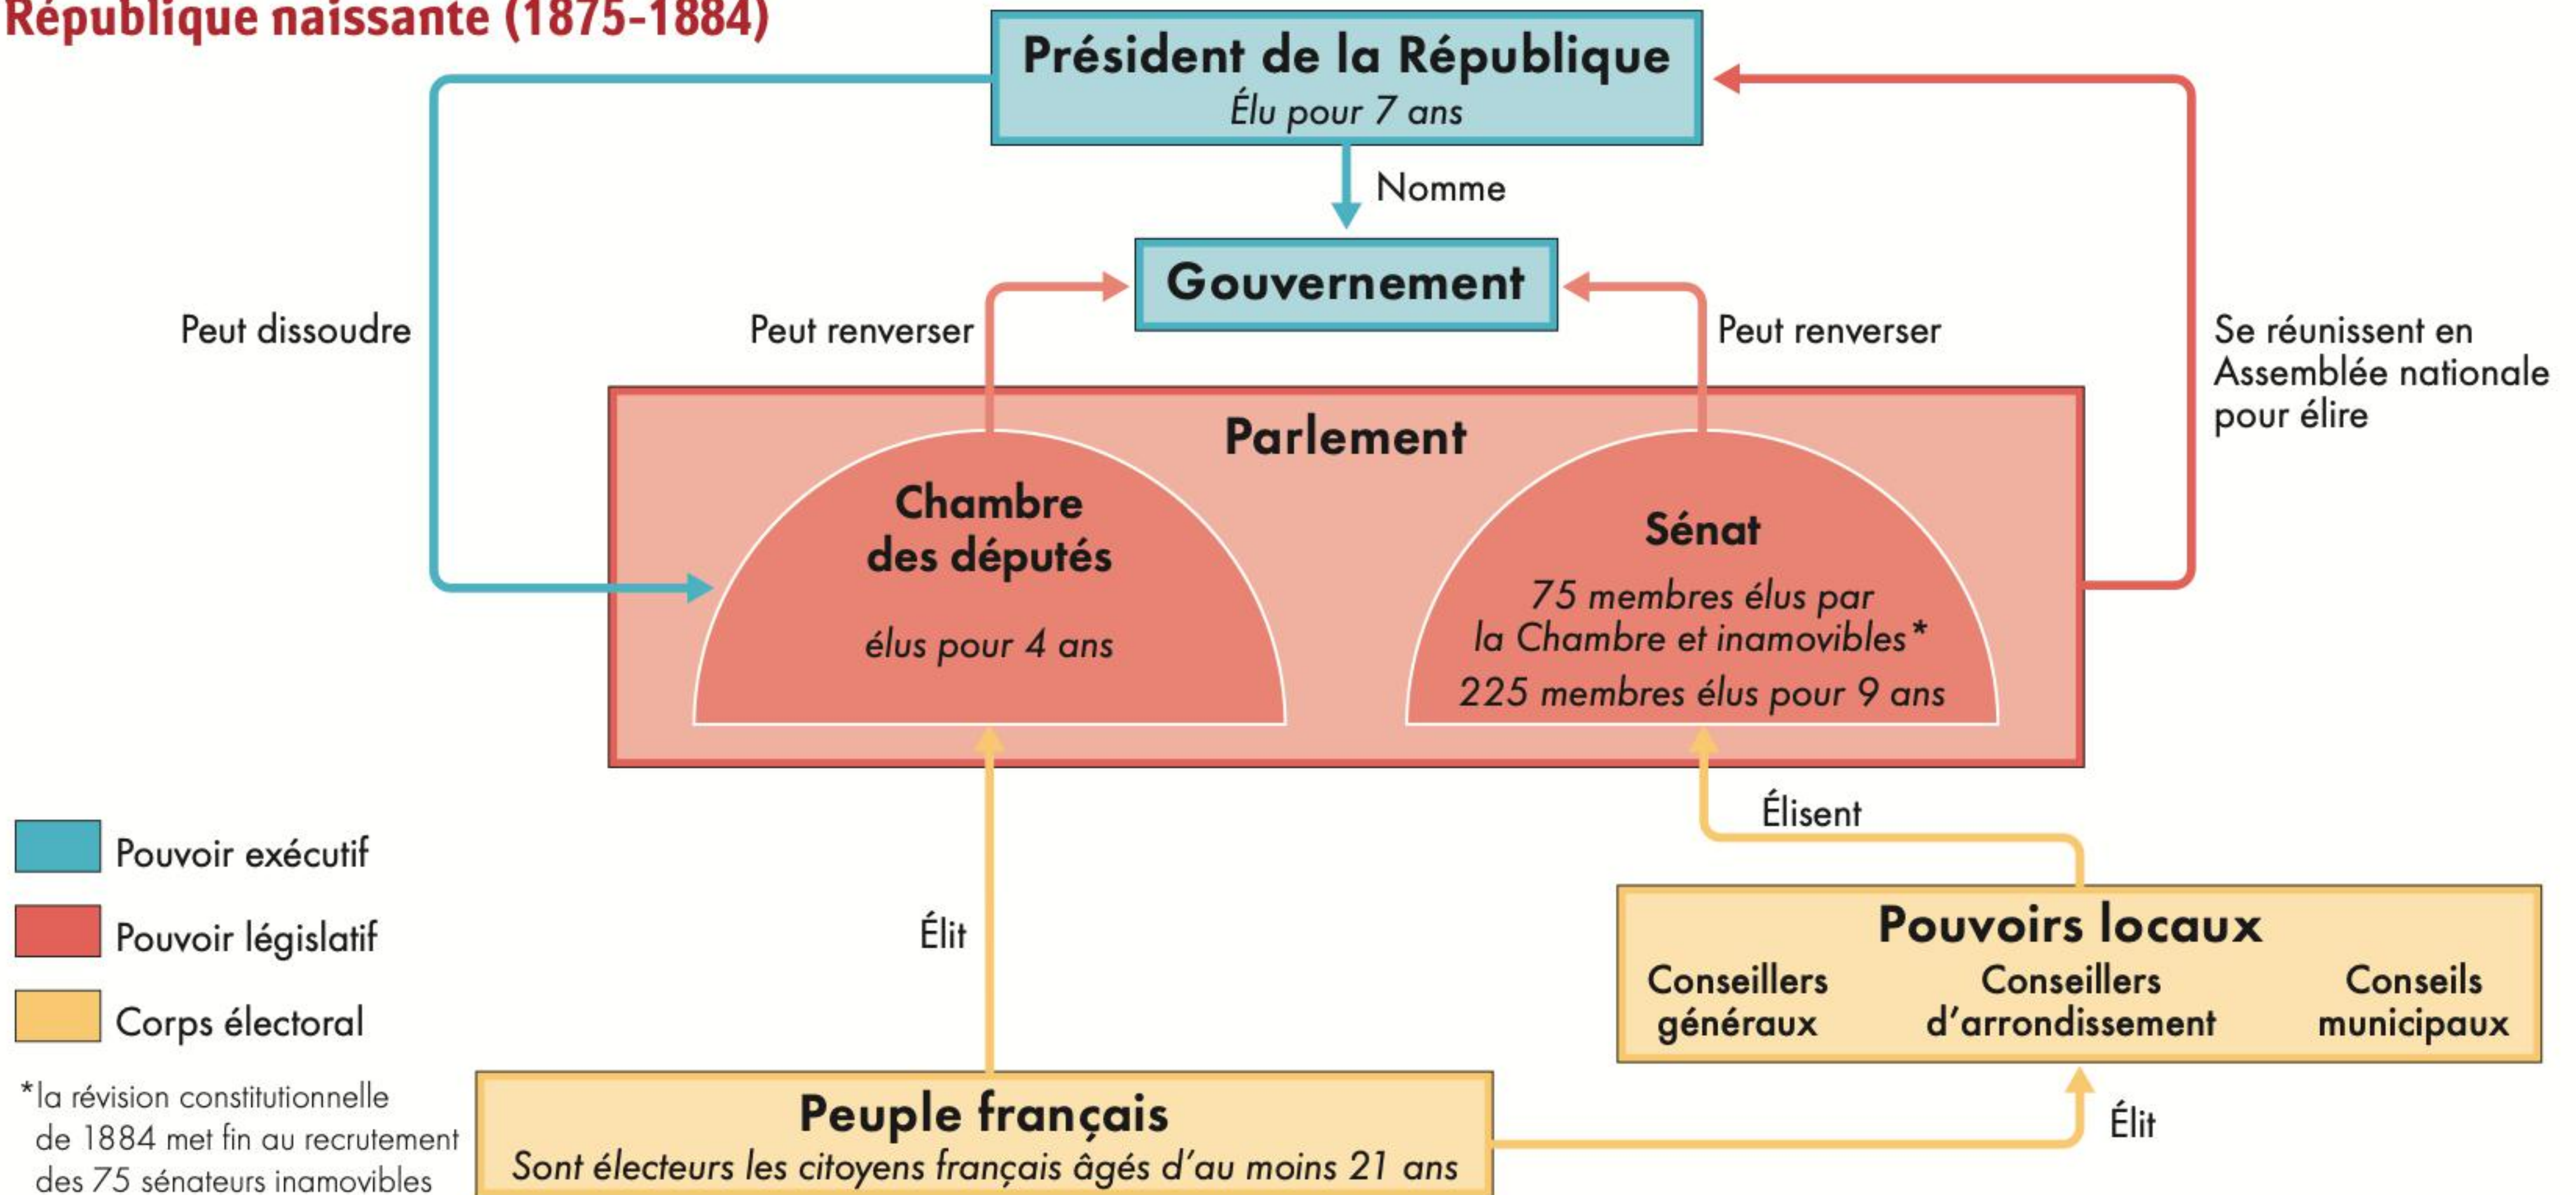 République naissante (1875-1884)
Président de la République
Élu pour 7 ans
Nomme
Gouvernement
Peut dissoudre
Peut renverser
Peut renverser
Se réunissent en
Assemblée nationale
pour élire
Parlement
Chambre
des députés
élus pour 4 ans
Sénat
75 membres élus par
la Chambre et inamovibles*
225 membres élus pour 9 ans
Élisent
Pouvoir exécutif
Pouvoir législatif
Corps électoral
Élit
Pouvoirs locaux
Conseillers
généraux
Conseillers
d'arrondissement
Conseils
municipaux
Élit
*la révision constitutionnelle
de 1884 met fin au recrutement
des 75 sénateurs inamovibles
Peuple français
Sont électeurs les citoyens français âgés d'au moins 21 ans